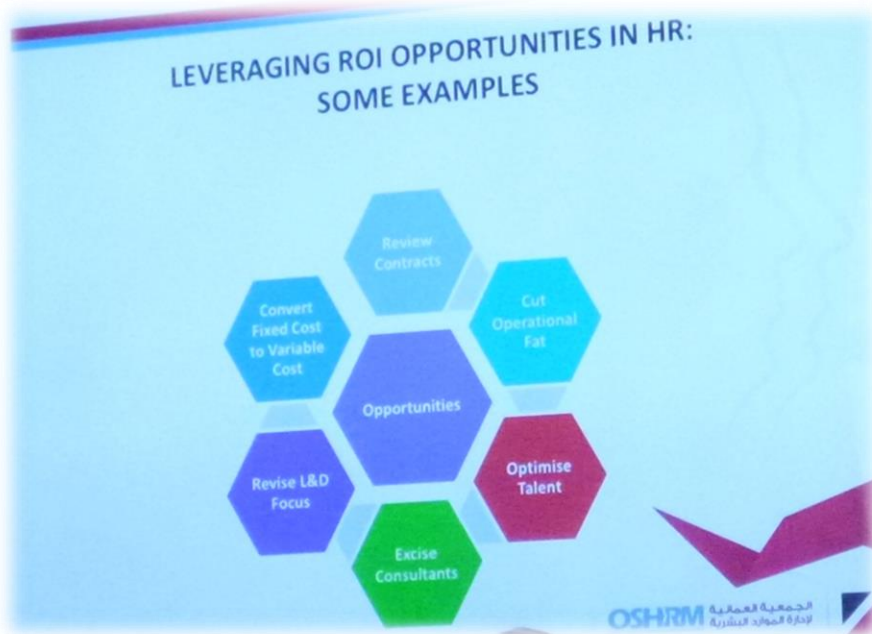 LEVERAGING ROI OPPORTUNITIES IN HR:
SOME EXAMPLES
Review
Contracts
Cut
Operational
Fat
Optimise
Talent
Excise
Consultants
Revise L&D
Focus
Convert
Fixed Cost
to Variable
Cost
Opportunities
OSHRM
الجمعية العمانية
لإدارة الموارد البشرية